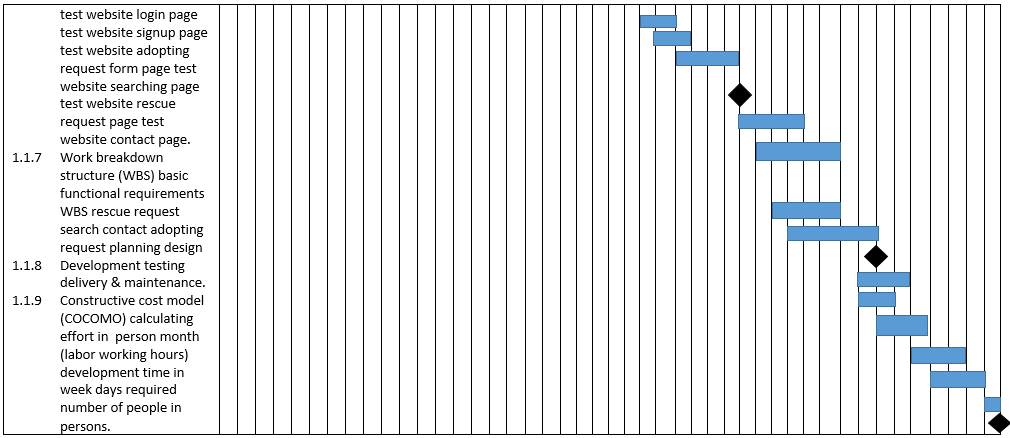 test website login page
test website signup page
test website adopting
request form page test
website searching page
test website rescue
request page test
website contact page.
1.1.7 Work breakdown
structure (WBS) basic
functional requirements
WBS rescue request
search contact adopting
request planning design
1.1.8 Development testing
delivery & maintenance.
1.1.9 Constructive cost model
(COCOMO) calculating
effort in person month
(labor working hours)
development time in
week days required
number of people in
persons.